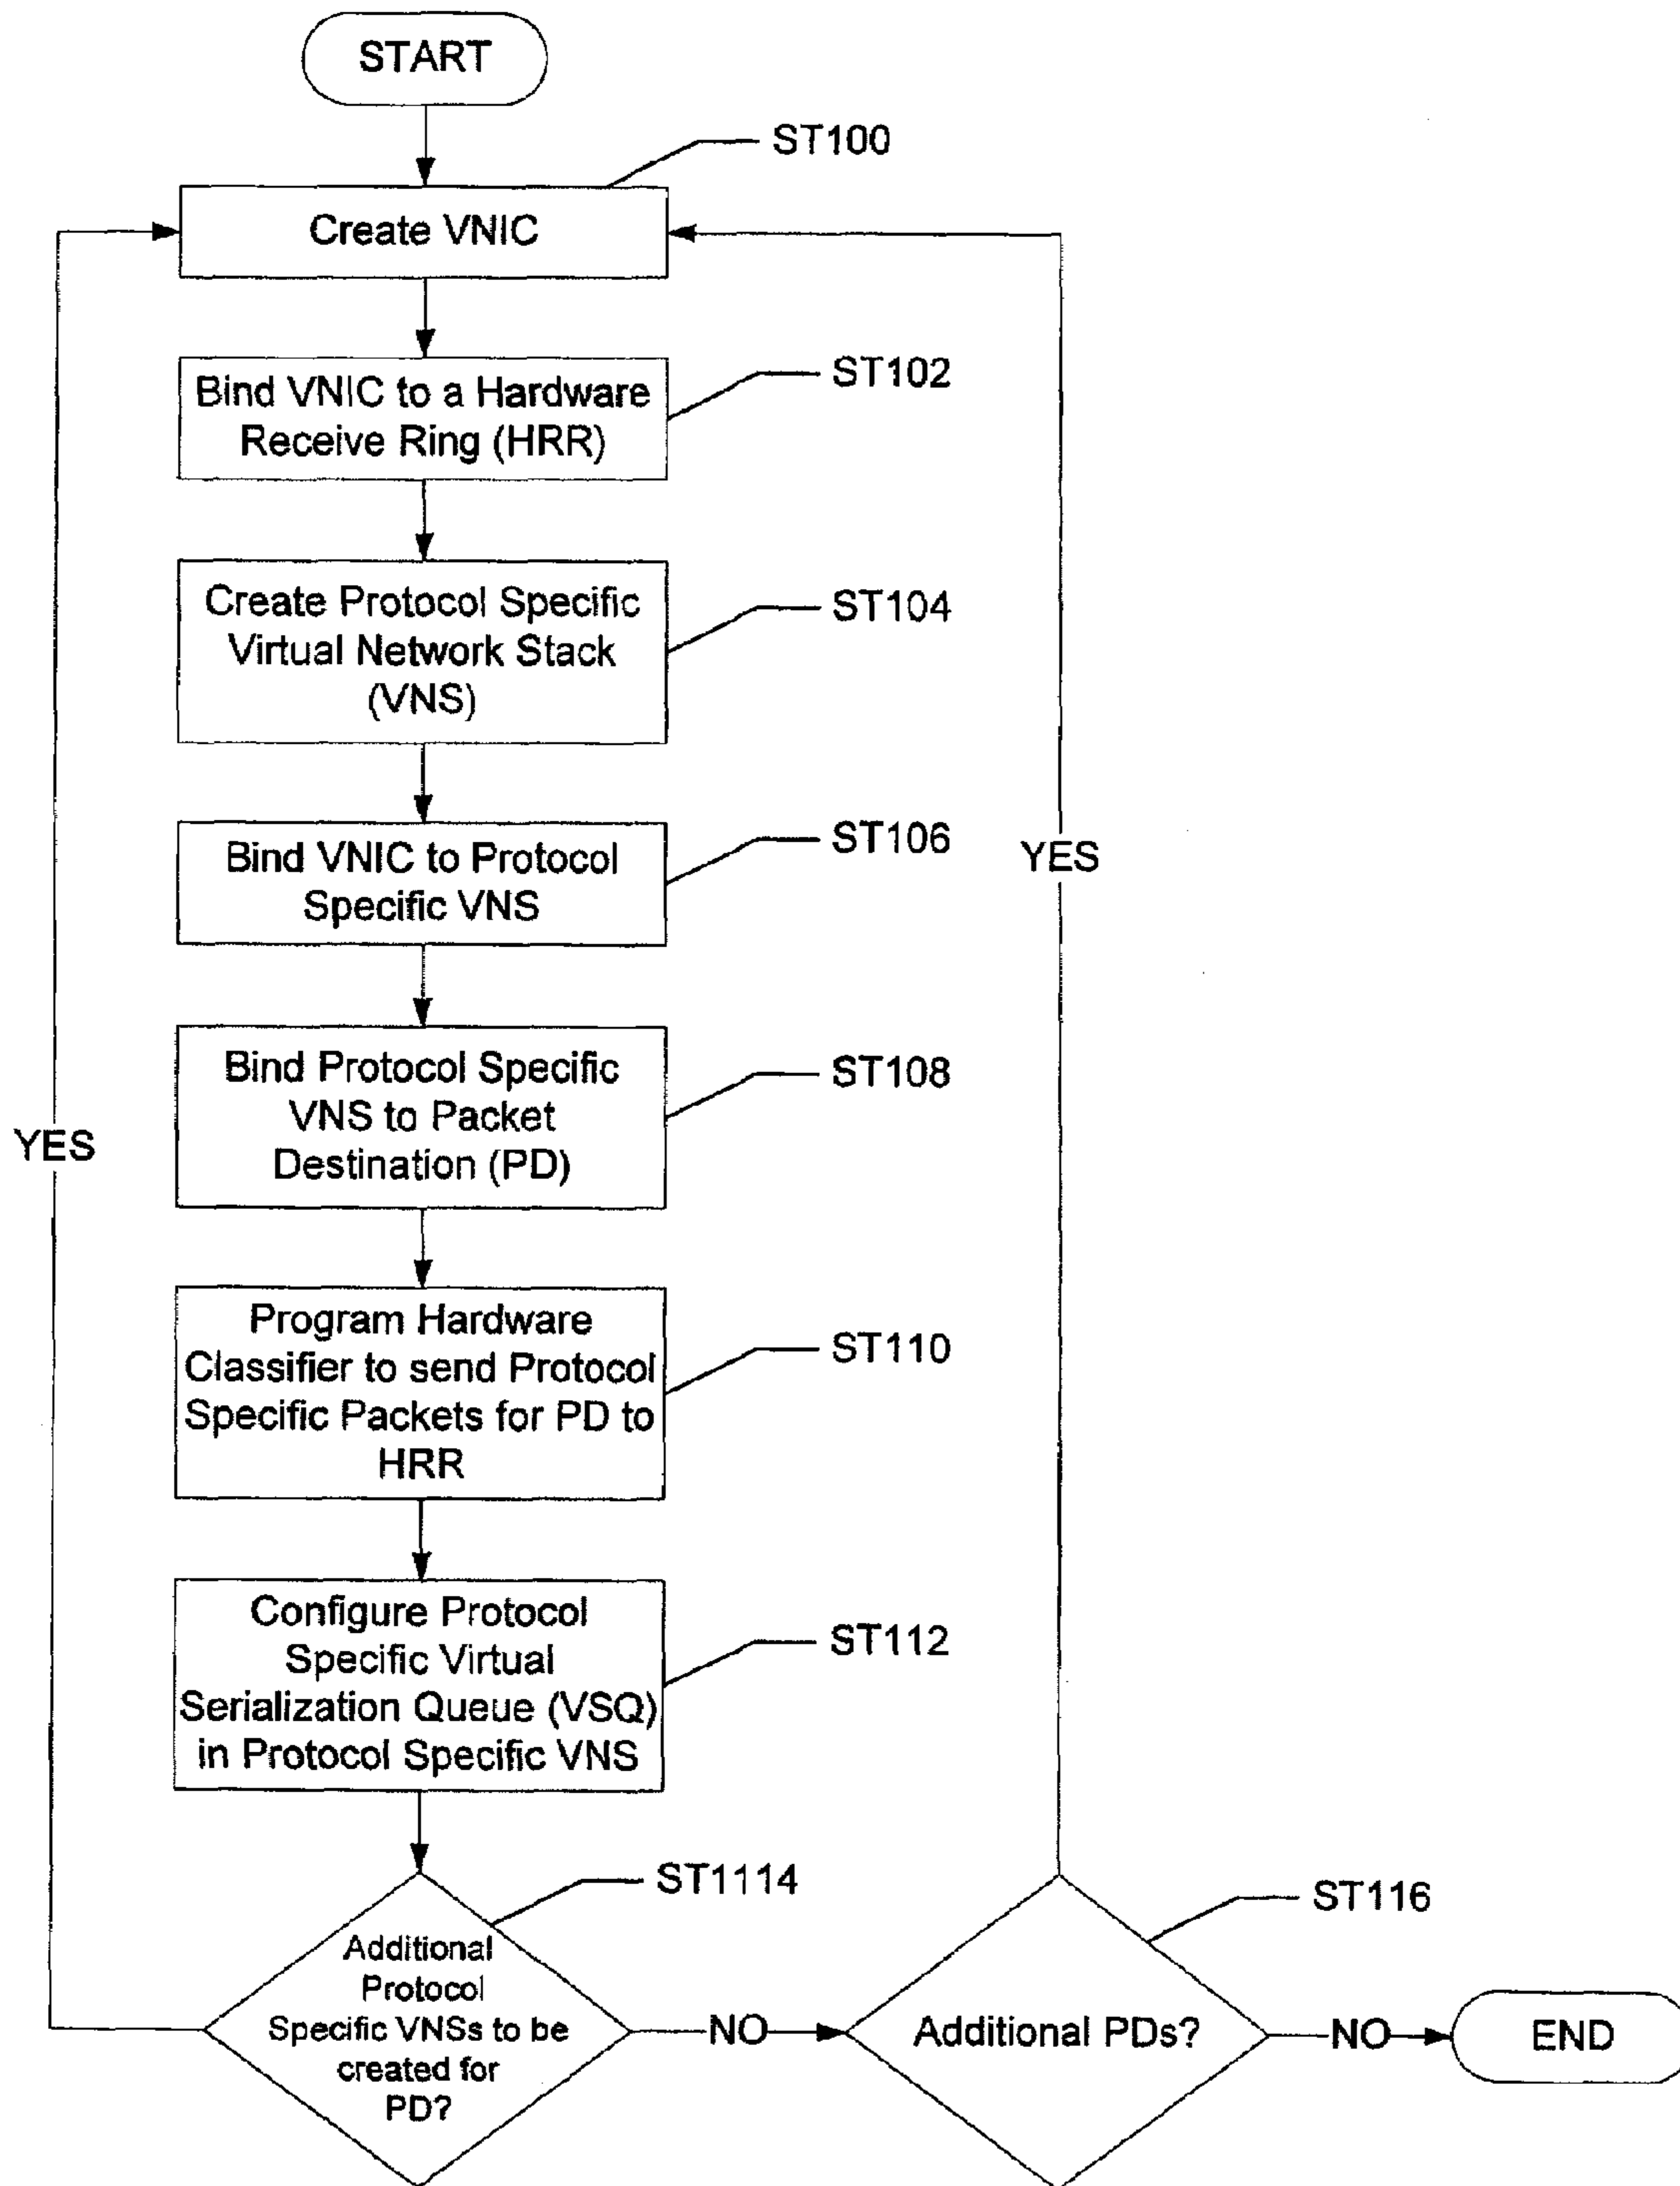 START
ST100
Create VNIC
ST102
Bind VNIC to a Hardware
Receive Ring (HRR)
ST104
Create Protocol Specific
Virtual Network Stack
(VNS)
ST106
Bind VNIC to Protocol
Specific VNS
YES
ST108
Bind Protocol Specific
VNS to Packet
Destination (PD)
YES
ST110
Program Hardware
Classifier to send Protocol
Specific Packets for PD to
HRR
ST112
Configure Protocol
Specific Virtual
Serialization Queue (VSQ)
in Protocol Specific VNS
ST1114
Additional
Protocol
Specific VNSs to be
created for
PD?
NO
ST116
Additional PDs?
NO
END